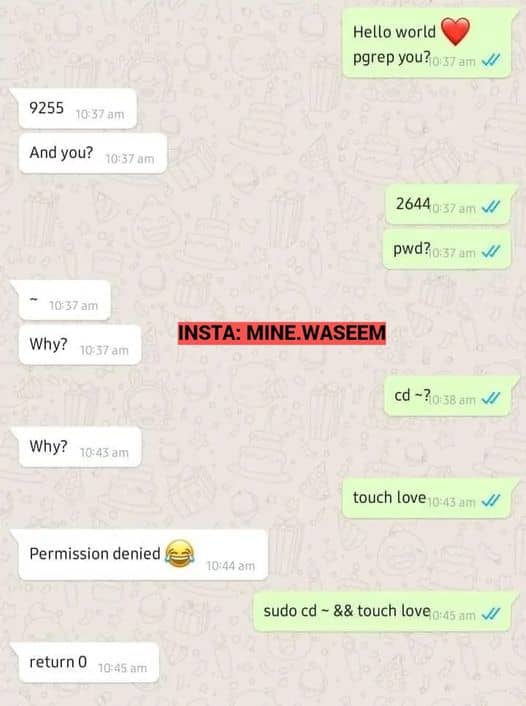 Hello world ❤️
pgrep you? 10:37 am
9255 10:37 am
And you? 10:37 am
2644 10:37 am
pwd? 10:37 am
~ 10:37 am
INSTA: MINE.WASEEM
Why? 10:37 am
cd ~? 10:38 am
Why? 10:43 am
touch love 10:43 am
Permission denied 😂 10:44 am
sudo cd ~ && touch love 10:45 am
return 0 10:45 am